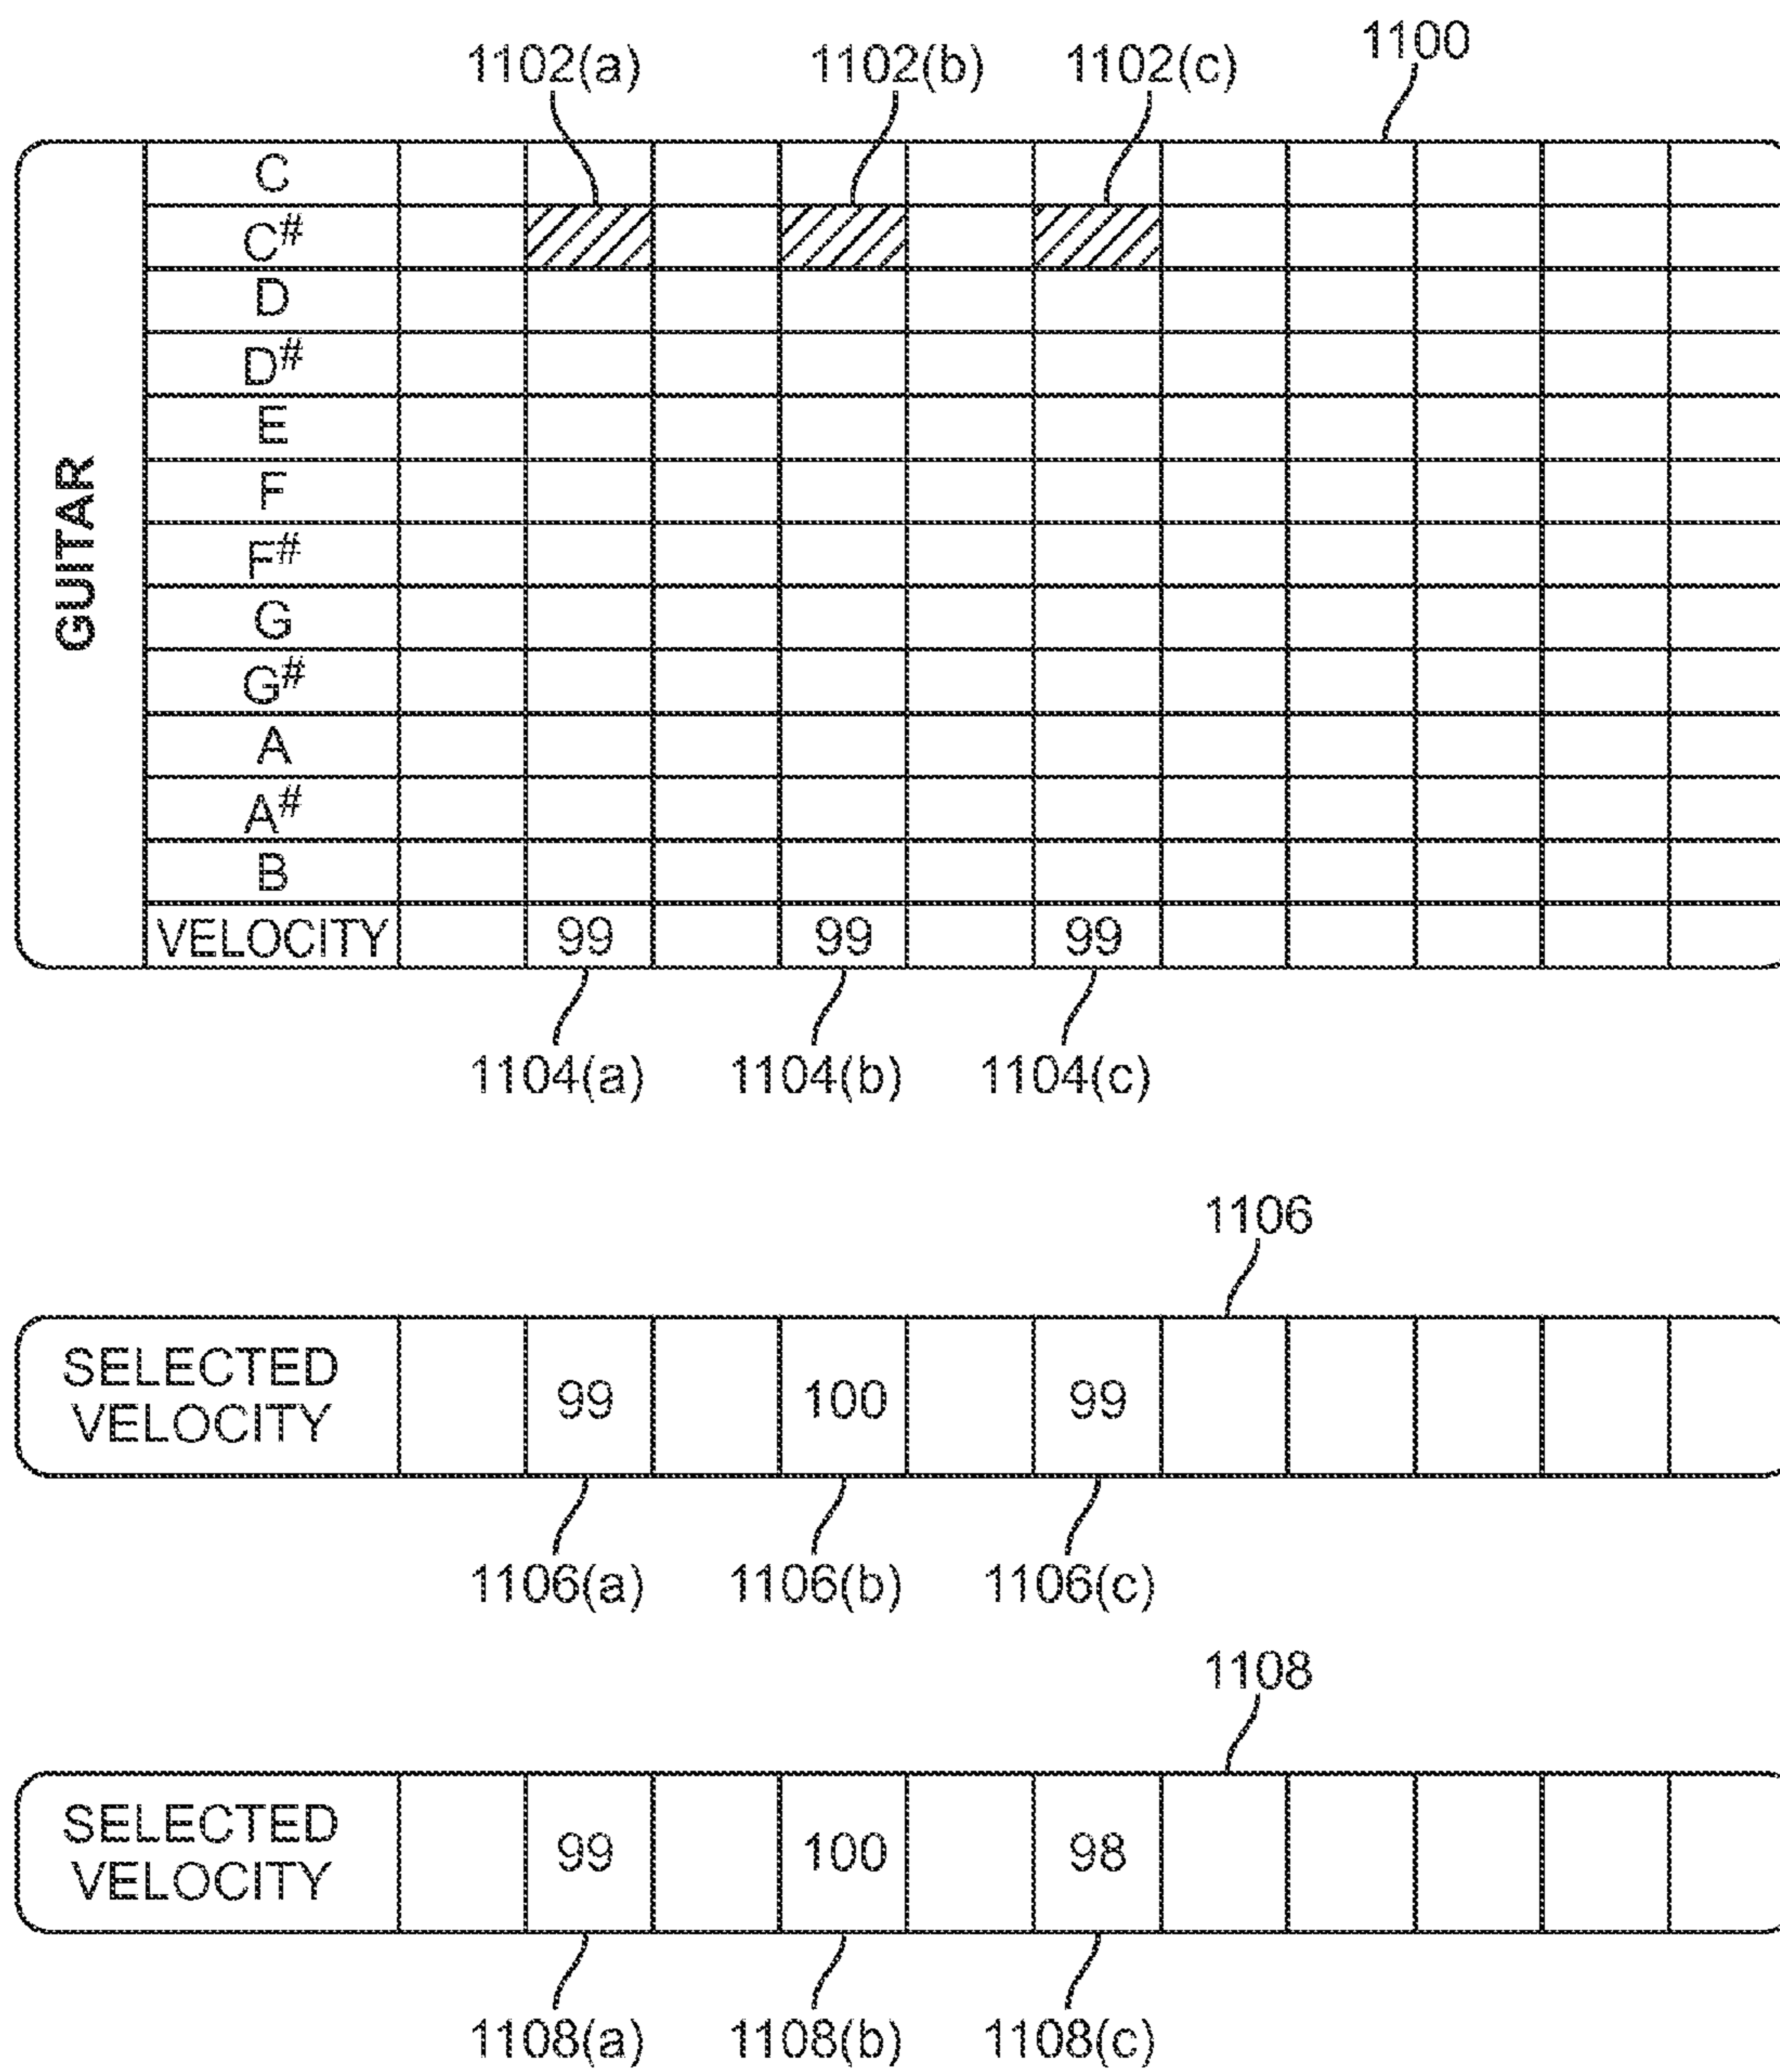 1102(a) 1102(b) 1102(c) 1100
GUITAR
C
C#
D
D#
E
F
F#
G
G#
A
A#
B
VELOCITY 99 99 99
1104(a) 1104(b) 1104(c)
1106
SELECTED
VELOCITY
99 100 99
1106(a) 1106(b) 1106(c)
1108
SELECTED
VELOCITY
99 100 98
1108(a) 1108(b) 1108(c)